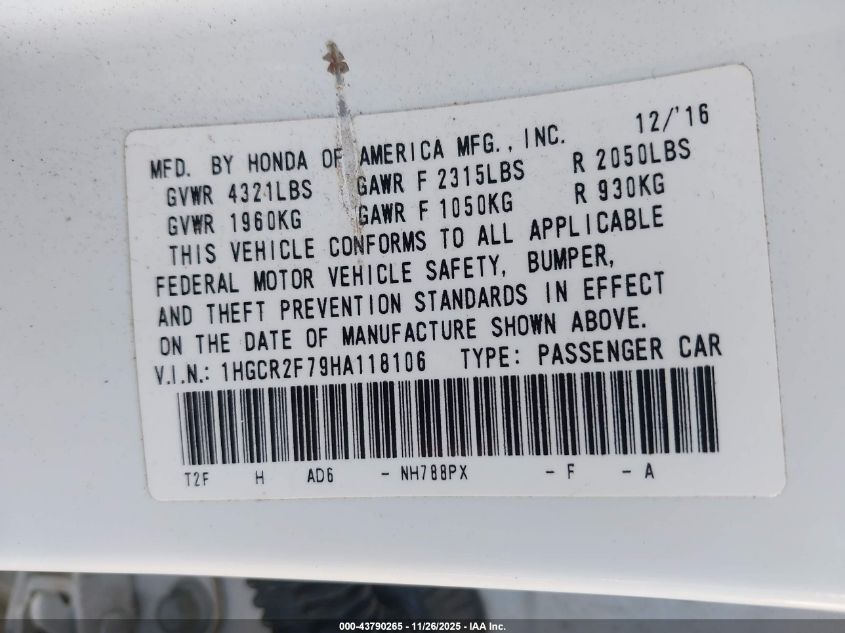 12/'16
MFD. BY HONDA OF AMERICA MFG., INC.
GVWR 4321LBS GAWR F 2315LBS R 2050LBS
GVWR 1960KG GAWR F 1050KG R 930KG
THIS VEHICLE CONFORMS TO ALL APPLICABLE
FEDERAL MOTOR VEHICLE SAFETY, BUMPER,
AND THEFT PREVENTION STANDARDS IN EFFECT
ON THE DATE OF MANUFACTURE SHOWN ABOVE.
V.I.N.: 1HGCR2F79HA118106 TYPE: PASSENGER CAR
T2F H AD6 - NH788PX - F - A
000-43790265 - 11/26/2025 - IAA Inc.